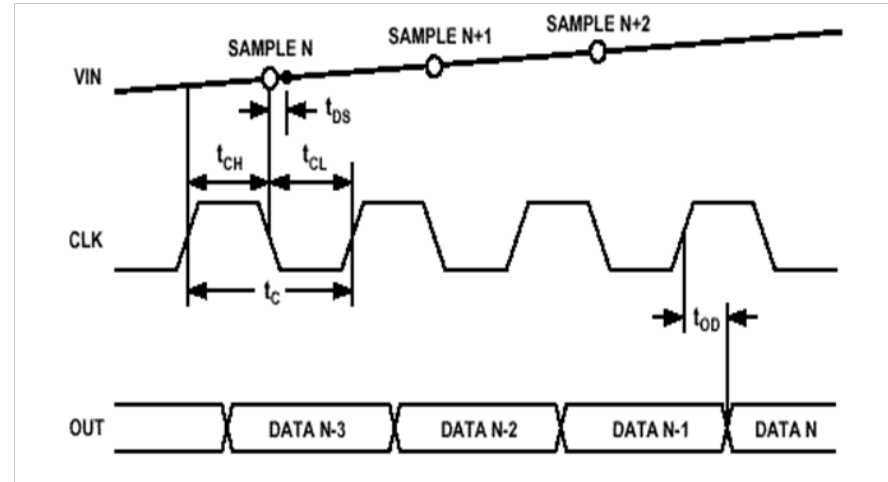 SAMPLE N
SAMPLE N+1
SAMPLE N+2
VIN
tDS
tCH
tCL
CLK
tC
tOD
OUT
DATA N-3
DATA N-2
DATA N-1
DATA N